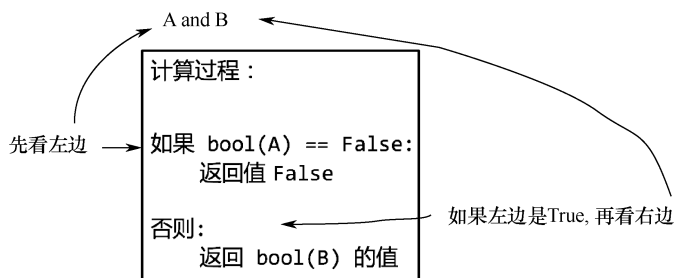 A and B
计算过程：
先看左边
如果 bool(A) == False:
返回值 False
如果左边是True, 再看右边
否则:
返回 bool(B) 的值